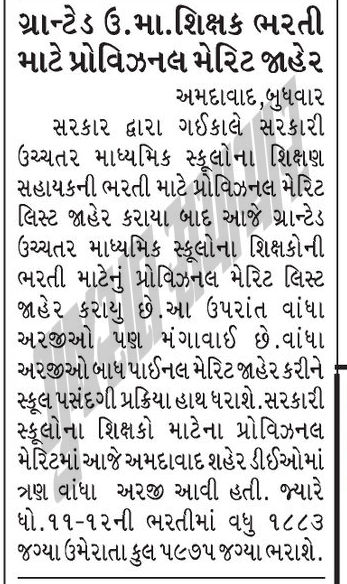 ગ્રાન્ટેડ ઉ.મા.શિક્ષક ભરતી
માટે પ્રોવિઝનલ મેરિટ જાહેર
અમદાવાદ,બુધવાર
સરકાર દ્વારા ગઈકાલે સરકારી
ઉચ્ચતર માધ્યમિક સ્કૂલોના શિક્ષણ
સહાયકની ભરતી માટે પ્રોવિઝનલ મેરિટ
લિસ્ટ જાહેર કરાયા બાદ આજે ગ્રાન્ટેડ
ઉચ્ચતર માધ્યમિક સ્કૂલોના શિક્ષકોની
ભરતી માટેનું પ્રોવિઝનલ મેરિટ લિસ્ટ
જાહેર કરાયુ છે.આ ઉપરાંત વાંધા
અરજીઓ પણ મંગાવાઈ છે.વાંધા
અરજીઓ બાધ ફાઈનલ મેરિટ જાહેર કરીને
સ્કૂલ પસંદગી પ્રક્રિયા હાથ ધરાશે.સરકારી
સ્કૂલોના શિક્ષકો માટેના પ્રોવિઝનલ
મેરિટમાં આજે અમદાવાદ શહેર ડીઈઓમાં
ત્રણ વાંધા અરજી આવી હતી. જ્યારે
ધો.૧૧-૧૨ની ભરતીમાં વધુ ૧૮૮૩
જગ્યા ઉમેરાતા કુલ ૫૯૭૫ જગ્યા ભરાશે.